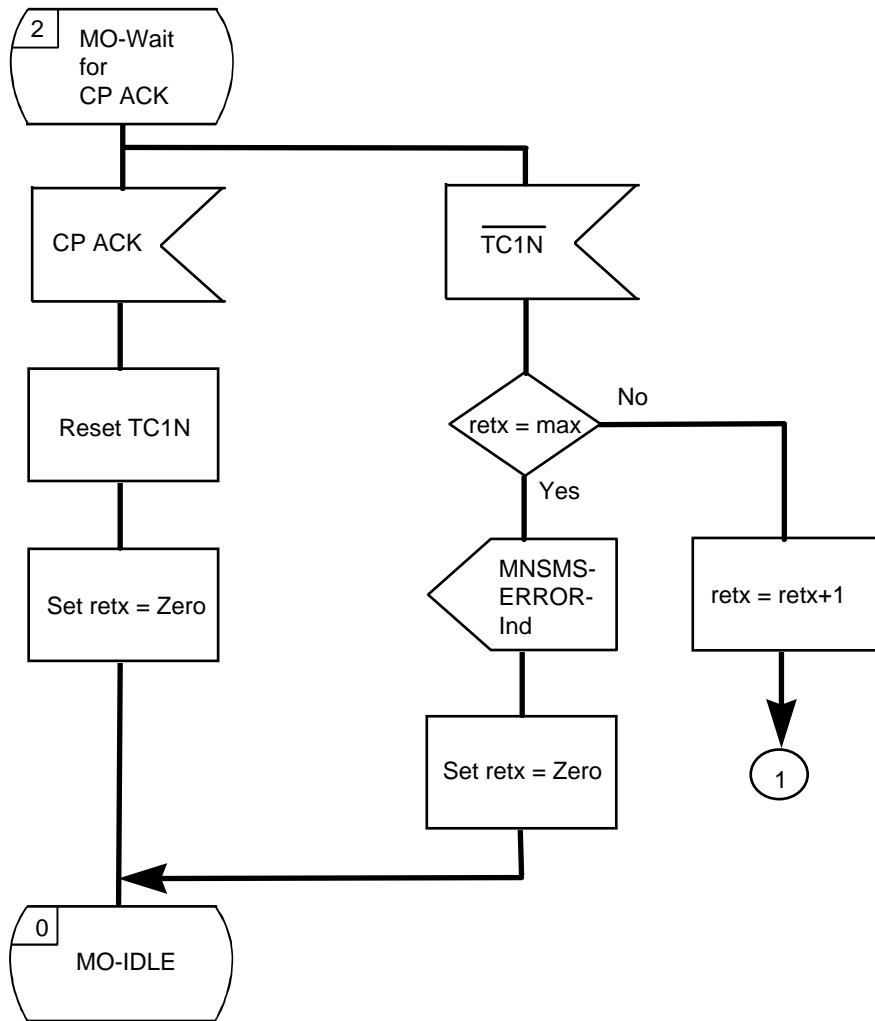 2
MO-Wait
for
CP ACK
CP ACK
TC1N
Reset TC1N
retx = max
No
Yes
Set retx = Zero
MNSMS-
ERROR-
Ind
retx = retx+1
Set retx = Zero
1
0
MO-IDLE